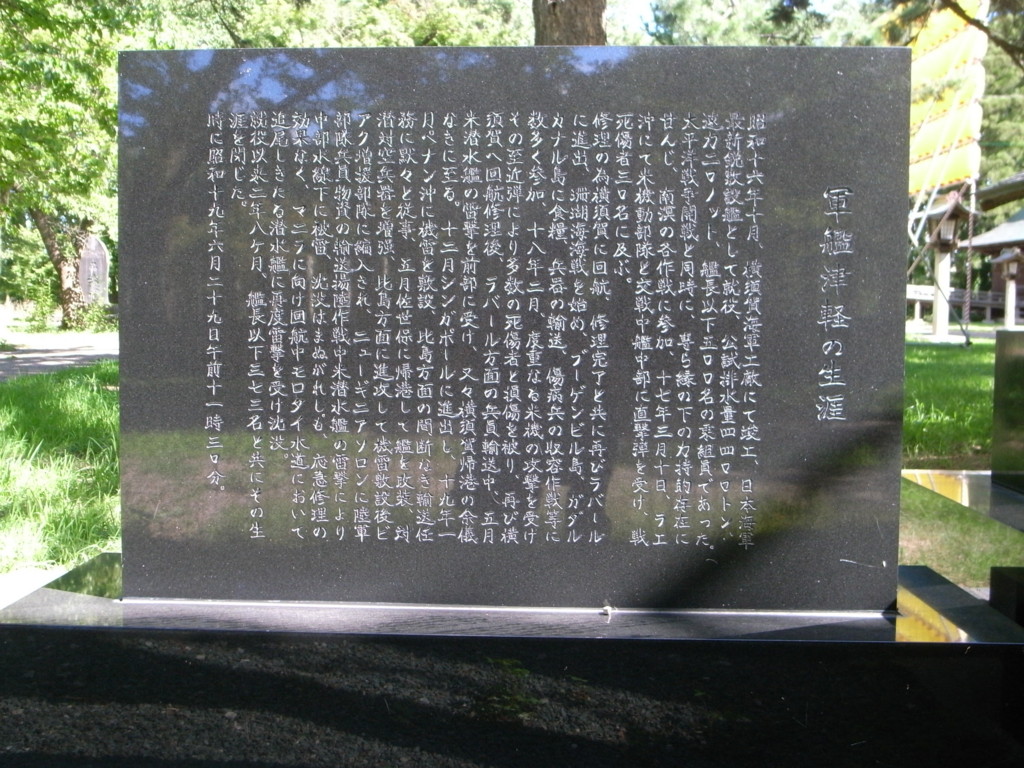 軍艦津軽の生涯
昭和十六年十月、横須賀海軍工廠にて竣工、日本海軍
最新鋭敷設艦として就役、公試排水量四四〇〇トン、
速力二〇ノット、艦長以下五〇〇名の乗組員であった。
太平洋戦争開戦と同時に、専ら縁の下の力持的存在に
甘んじ、南溟の各作戦に参加、十七年三月十日、ラエ
沖にて米機動部隊と交戦中艦中部に直撃弾を受け、戦
死傷者三〇名に及ぶ。
修理の為横須賀に回航、修理完了と共に再びラバール
に進出、珊瑚海海戦を始め、ブーゲンビル島、ガダル
カナル島に食糧、兵器の輸送、傷病兵の収容作戦等に
数多く参加、十八年二月、度重なる米機の攻撃を受け
その至近弾により多数の死傷者と損傷を被り、再び横
須賀へ回航修理後、ラバール方面の兵員輸送中、五月
米潜水艦の雷撃を前部に受け、又々横須賀帰港の余儀
なきに至る。十二月シンガポールに進出し、十九年一
月ペナン沖に機雷を敷設、比島方面の間断なき輸送任
務に黙々と従事、五月佐世保に帰港して艦を改装、対
潜対空兵器を増強、比島方面に進攻して機雷敷設後ビ
アク増援部隊に編入され、ニューギニアソロンに陸軍
部隊兵員物資の輸送揚陸作戦中米潜水艦の雷撃により
中部水線下に被雷、沈没はまぬがれしも、応急修理の
効果なく、マニラに向け回航中モロタイ水道において
追尾しきたる潜水艦に再度雷撃を受け沈没。
就役以来二年八ヶ月、艦長以下三七三名と共にその生
涯を閉じた。
時に昭和十九年六月二十九日午前十一時三〇分。